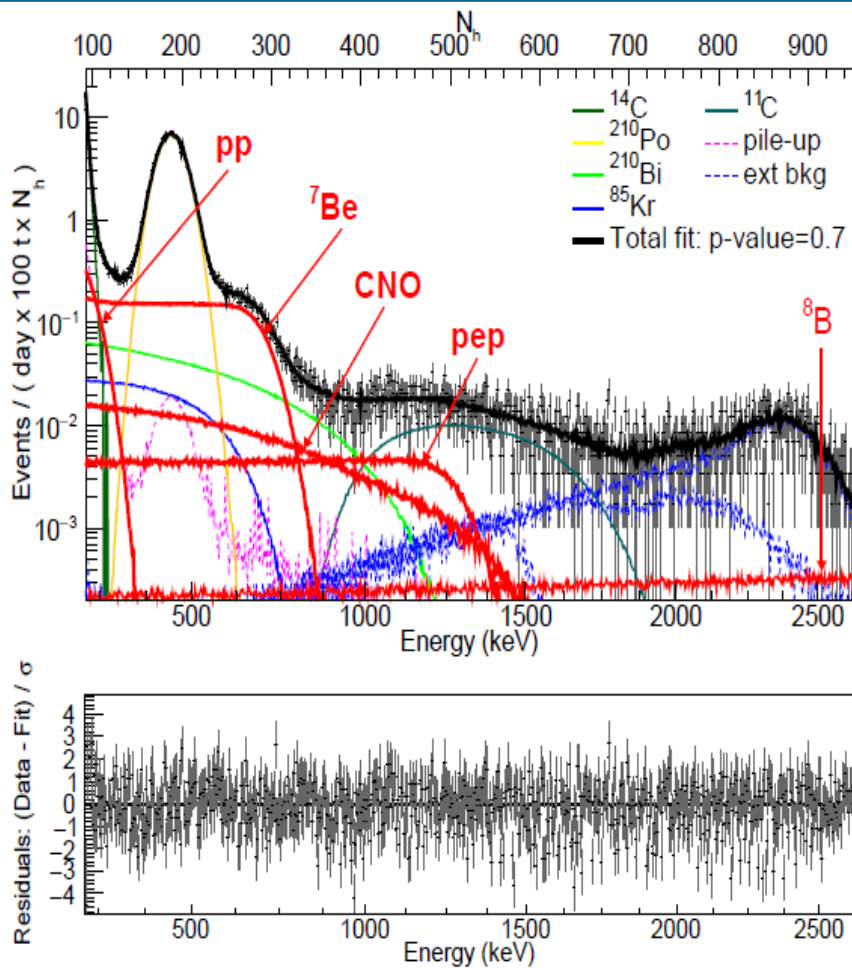 N_h
100 200 300 400 500 600 700 800 900
Events / ( day x 100 t x N_h )
10
1
10⁻¹
10⁻²
10⁻³
¹⁴C
²¹⁰Po
²¹⁰Bi
⁸⁵Kr
¹¹C
pile-up
ext bkg
Total fit: p-value=0.7
pp
⁷Be
CNO
pep
⁸B
500 1000 1500 2000 2500
Energy (keV)
Residuals: (Data - Fit) / σ
4
3
2
1
0
−1
−2
−3
−4
500 1000 1500 2000 2500
Energy (keV)